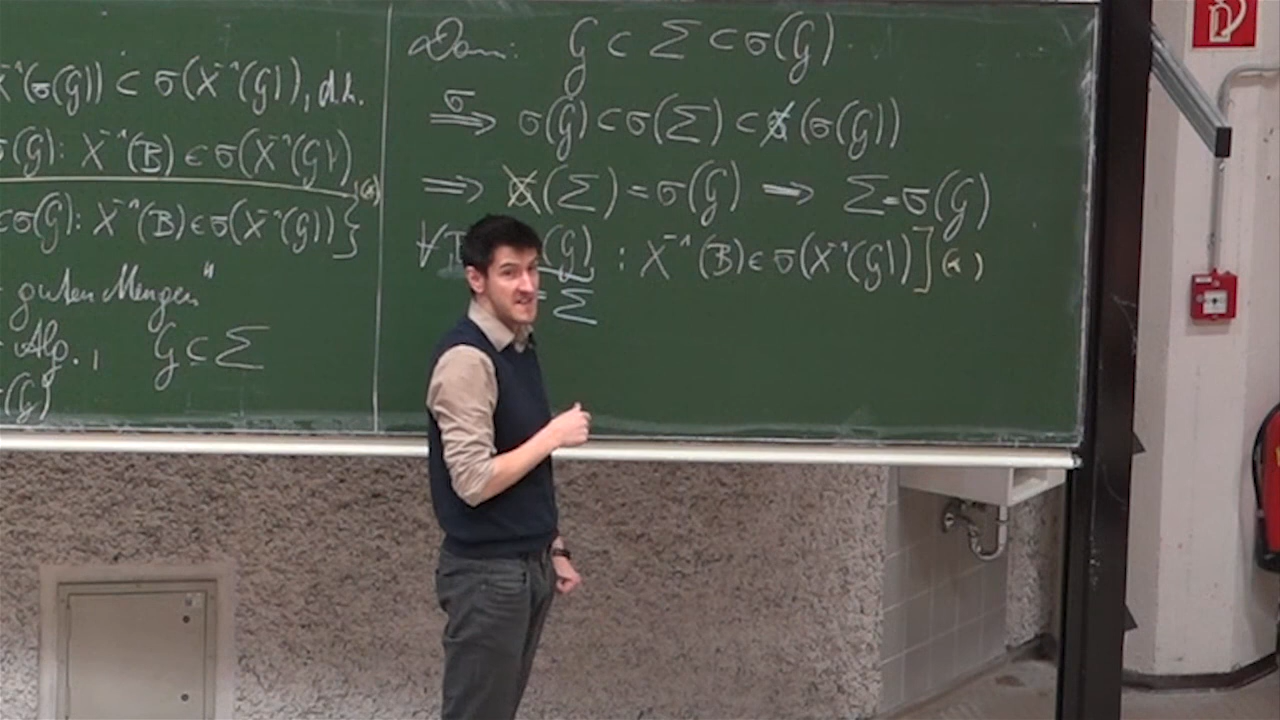 X⁻¹(σ(G)) ⊂ σ(X⁻¹(G)), d.h.
σ(G): X⁻¹(B) ∈ σ(X⁻¹(G))
∈σ(G): X⁻¹(B) ∈ σ(X⁻¹(G))}
guten Mengen"
Alg., G ⊂ Σ
(G)
Dann: G ⊂ Σ ⊂ σ(G)
σ
⟹ σ(G) ⊂ σ(Σ) ⊂ σ(σ(G))
⟹ σ(Σ) = σ(G) ⟹ Σ = σ(G)
(G) : X⁻¹(B) ∈ σ(X⁻¹(G))]
= Σ